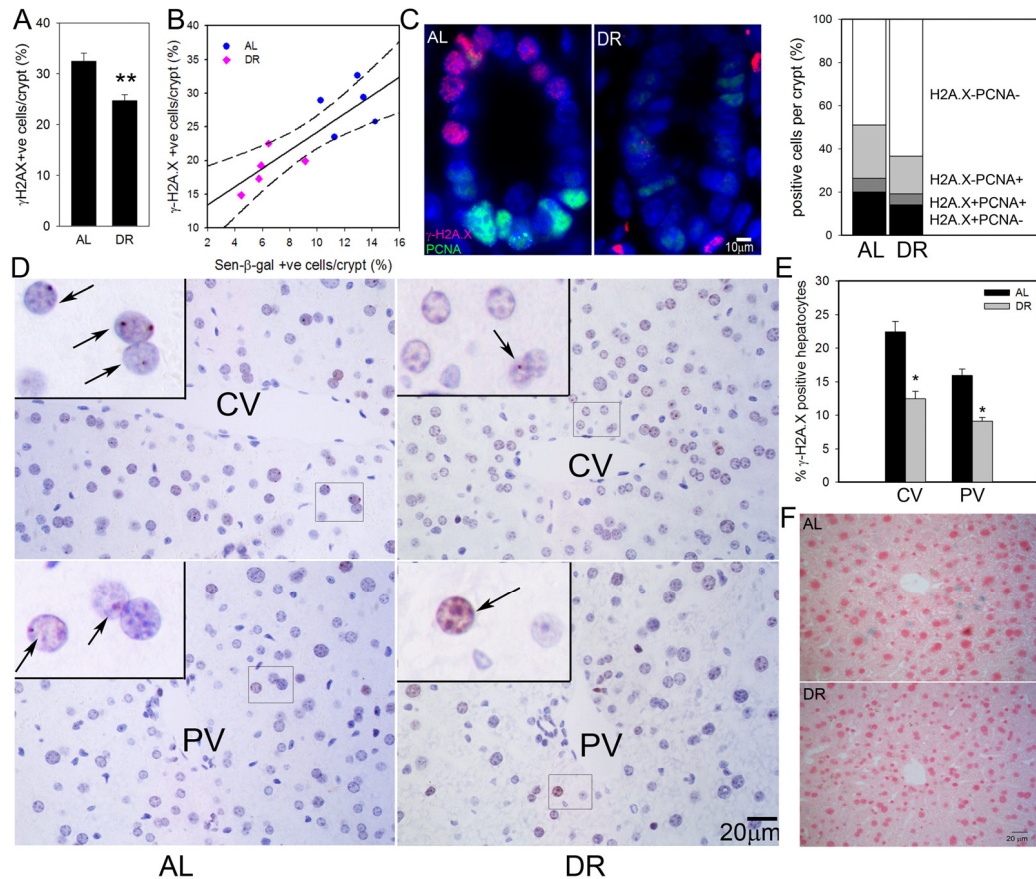 A
γH2AX+ve cells/crypt (%)
40
30
20
10
0
**
AL
DR
B
γ-H2A.X +ve cells/crypt (%)
40
35
30
25
20
15
10
5
0
AL
DR
2 4 6 8 10 12 14 16
Sen-β-gal +ve cells/crypt (%)
C
AL
DR
γ-H2A.X
PCNA
10μm
positive cells per crypt (%)
100
80
60
40
20
0
AL DR
H2A.X-PCNA-
H2A.X-PCNA+
H2A.X+PCNA+
H2A.X+PCNA-
D
CV
CV
PV
PV
20μm
AL
DR
E
% γ-H2A.X positive hepatocytes
30
25
20
15
10
5
0
AL
DR
*
*
CV
PV
F
AL
DR
20 μm